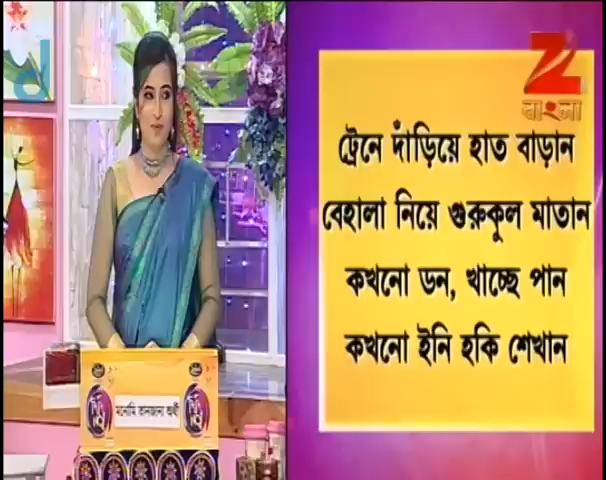 বাংলা
ট্রেনে দাঁড়িয়ে হাত বাড়ান
বেহালা নিয়ে গুরুকুল মাতান
কখনো ডন, খাচ্ছে পান
কখনো ইনি হকি শেখান